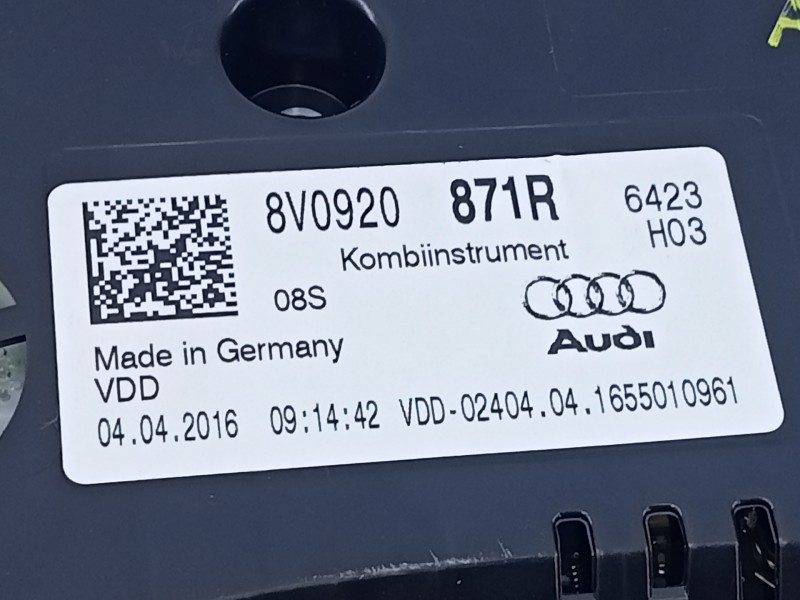 8V0920 871R 6423
H03
Kombiinstrument
08S
Audi
Made in Germany
VDD
04.04.2016 09:14:42 VDD-02404.04.1655010961